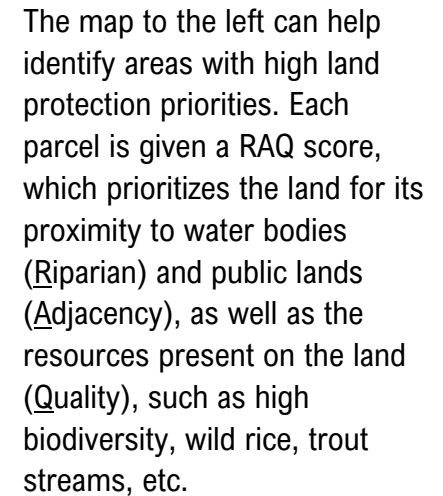 The map to the left can help
identify areas with high land
protection priorities. Each
parcel is given a RAQ score,
which prioritizes the land for its
proximity to water bodies
(Riparian) and public lands
(Adjacency), as well as the
resources present on the land
(Quality), such as high
biodiversity, wild rice, trout
streams, etc.